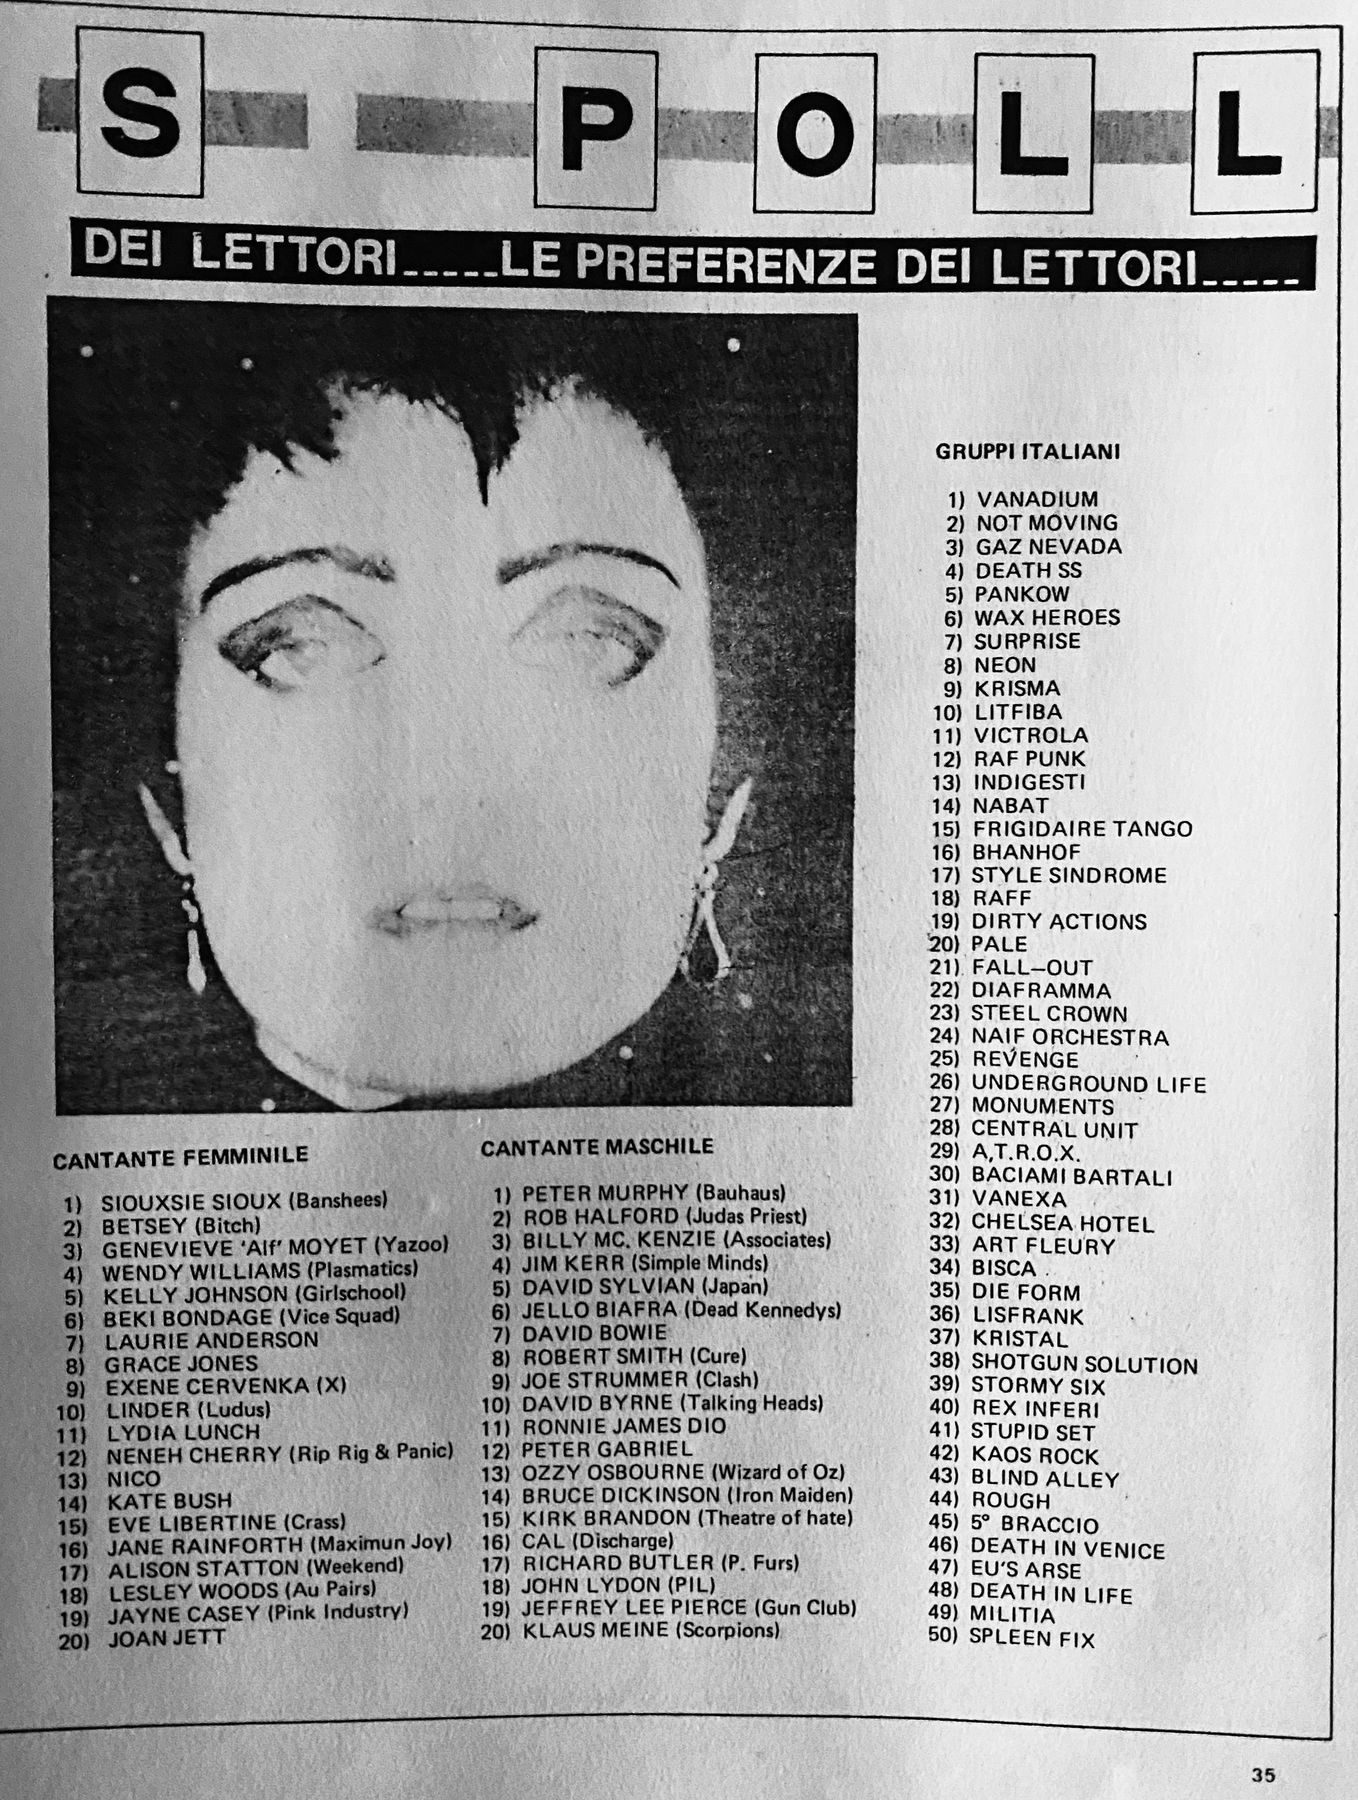 S POLL
DEI LETTORI_____LE PREFERENZE DEI LETTORI_____
CANTANTE FEMMINILE
1) SIOUXSIE SIOUX (Banshees)
2) BETSEY (Bitch)
3) GENEVIEVE 'Alf' MOYET (Yazoo)
4) WENDY WILLIAMS (Plasmatics)
5) KELLY JOHNSON (Girlschool)
6) BEKI BONDAGE (Vice Squad)
7) LAURIE ANDERSON
8) GRACE JONES
9) EXENE CERVENKA (X)
10) LINDER (Ludus)
11) LYDIA LUNCH
12) NENEH CHERRY (Rip Rig & Panic)
13) NICO
14) KATE BUSH
15) EVE LIBERTINE (Crass)
16) JANE RAINFORTH (Maximun Joy)
17) ALISON STATTON (Weekend)
18) LESLEY WOODS (Au Pairs)
19) JAYNE CASEY (Pink Industry)
20) JOAN JETT
CANTANTE MASCHILE
1) PETER MURPHY (Bauhaus)
2) ROB HALFORD (Judas Priest)
3) BILLY MC. KENZIE (Associates)
4) JIM KERR (Simple Minds)
5) DAVID SYLVIAN (Japan)
6) JELLO BIAFRA (Dead Kennedys)
7) DAVID BOWIE
8) ROBERT SMITH (Cure)
9) JOE STRUMMER (Clash)
10) DAVID BYRNE (Talking Heads)
11) RONNIE JAMES DIO
12) PETER GABRIEL
13) OZZY OSBOURNE (Wizard of Oz)
14) BRUCE DICKINSON (Iron Maiden)
15) KIRK BRANDON (Theatre of hate)
16) CAL (Discharge)
17) RICHARD BUTLER (P. Furs)
18) JOHN LYDON (PIL)
19) JEFFREY LEE PIERCE (Gun Club)
20) KLAUS MEINE (Scorpions)
GRUPPI ITALIANI
1) VANADIUM
2) NOT MOVING
3) GAZ NEVADA
4) DEATH SS
5) PANKOW
6) WAX HEROES
7) SURPRISE
8) NEON
9) KRISMA
10) LITFIBA
11) VICTROLA
12) RAF PUNK
13) INDIGESTI
14) NABAT
15) FRIGIDAIRE TANGO
16) BHANHOF
17) STYLE SINDROME
18) RAFF
19) DIRTY ACTIONS
20) PALE
21) FALL—OUT
22) DIAFRAMMA
23) STEEL CROWN
24) NAIF ORCHESTRA
25) REVENGE
26) UNDERGROUND LIFE
27) MONUMENTS
28) CENTRAL UNIT
29) A,T.R.O.X.
30) BACIAMI BARTALI
31) VANEXA
32) CHELSEA HOTEL
33) ART FLEURY
34) BISCA
35) DIE FORM
36) LISFRANK
37) KRISTAL
38) SHOTGUN SOLUTION
39) STORMY SIX
40) REX INFERI
41) STUPID SET
42) KAOS ROCK
43) BLIND ALLEY
44) ROUGH
45) 5° BRACCIO
46) DEATH IN VENICE
47) EU'S ARSE
48) DEATH IN LIFE
49) MILITIA
50) SPLEEN FIX
35